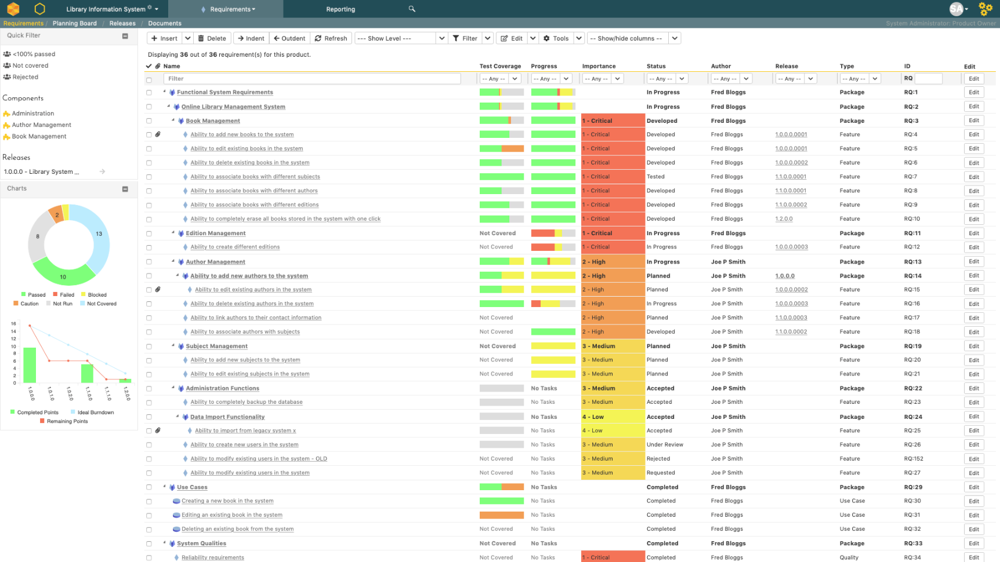 Library Information System
Requirements
Reporting
SA
Requirements / Planning Board / Releases / Documents
System Administrator: Product Owner
Quick Filter
<100% passed
Not covered
Rejected
Components
Administration
Author Management
Book Management
Releases
1.0.0.0 - Library System ...
Charts
2
13
8
10
Passed Failed Blocked
Caution Not Run Not Covered
16
14
12
10
8
6
4
2
0
1.0.0.0 1.0.1.0 1.0.2.0 1.1.0.0 1.1.1.0 1.2.0.0
Completed Points Ideal Burndown
Remaining Points
Insert Delete Indent Outdent Refresh --- Show Level --- Filter Edit Tools -- Show/hide columns --
Displaying 36 out of 36 requirement(s) for this product.
Name Test Coverage Progress Importance Status Author Release Type ID Edit
Filter -- Any -- -- Any -- -- Any -- -- Any -- -- Any -- -- Any -- -- Any -- RQ Edit
Functional System Requirements In Progress Fred Bloggs Package RQ:1 Edit
Online Library Management System In Progress Fred Bloggs Package RQ:2 Edit
Book Management 1 - Critical Developed Fred Bloggs Package RQ:3 Edit
Ability to add new books to the system 1 - Critical Developed Fred Bloggs 1.0.0.0.0001 Feature RQ:4 Edit
Ability to edit existing books in the system 1 - Critical Developed Fred Bloggs 1.0.0.0.0001 Feature RQ:5 Edit
Ability to delete existing books in the system 1 - Critical Developed Fred Bloggs 1.0.0.0.0002 Feature RQ:6 Edit
Ability to associate books with different subjects 1 - Critical Tested Fred Bloggs 1.1.0.0.0001 Feature RQ:7 Edit
Ability to associate books with different authors 1 - Critical Developed Fred Bloggs 1.1.0.0.0001 Feature RQ:8 Edit
Ability to associate books with different editions 1 - Critical Developed Fred Bloggs 1.1.0.0.0002 Feature RQ:9 Edit
Ability to completely erase all books stored in the system with one click 1 - Critical Developed Fred Bloggs 1.2.0.0 Feature RQ:10 Edit
Edition Management Not Covered 1 - Critical In Progress Fred Bloggs Package RQ:11 Edit
Ability to create different editions Not Covered 1 - Critical In Progress Fred Bloggs 1.0.0.0.0003 Feature RQ:12 Edit
Author Management 2 - High In Progress Joe P Smith Package RQ:13 Edit
Ability to add new authors to the system 2 - High Planned Joe P Smith 1.0.0.0 Package RQ:14 Edit
Ability to edit existing authors in the system 2 - High Planned Joe P Smith 1.0.0.0.0002 Feature RQ:15 Edit
Ability to delete existing authors in the system 2 - High In Progress Joe P Smith 1.0.0.0.0003 Feature RQ:16 Edit
Ability to link authors to their contact information Not Covered 2 - High Planned Joe P Smith 1.1.0.0.0003 Feature RQ:17 Edit
Ability to associate authors with subjects Not Covered 2 - High Developed Joe P Smith 1.1.0.0.0002 Feature RQ:18 Edit
Subject Management Not Covered 3 - Medium Planned Joe P Smith Package RQ:19 Edit
Ability to add new subjects to the system Not Covered 3 - Medium Planned Joe P Smith Feature RQ:20 Edit
Ability to edit existing subjects in the system Not Covered 3 - Medium Planned Joe P Smith Feature RQ:21 Edit
Administration Functions No Tasks 3 - Medium Accepted Joe P Smith Package RQ:22 Edit
Ability to completely backup the database No Tasks 3 - Medium Accepted Joe P Smith Feature RQ:23 Edit
Data Import Functionality No Tasks 4 - Low Accepted Joe P Smith Package RQ:24 Edit
Ability to import from legacy system x No Tasks 4 - Low Accepted Joe P Smith Feature RQ:25 Edit
Ability to create new users in the system No Tasks 3 - Medium Under Review Joe P Smith Feature RQ:26 Edit
Ability to modify existing users in the system - OLD Not Covered No Tasks 3 - Medium Rejected Joe P Smith Feature RQ:152 Edit
Ability to modify existing users in the system Not Covered No Tasks 3 - Medium Requested Joe P Smith Feature RQ:27 Edit
Use Cases No Tasks Completed Fred Bloggs Package RQ:29 Edit
Creating a new book in the system No Tasks Completed Fred Bloggs Use Case RQ:30 Edit
Editing an existing book in the system No Tasks Completed Fred Bloggs Use Case RQ:31 Edit
Deleting an existing book from the system Not Covered No Tasks Completed Fred Bloggs Use Case RQ:32 Edit
System Qualities Not Covered No Tasks Completed Fred Bloggs Package RQ:33 Edit
Reliability requirements Not Covered No Tasks 1 - Critical Completed Fred Bloggs Quality RQ:34 Edit